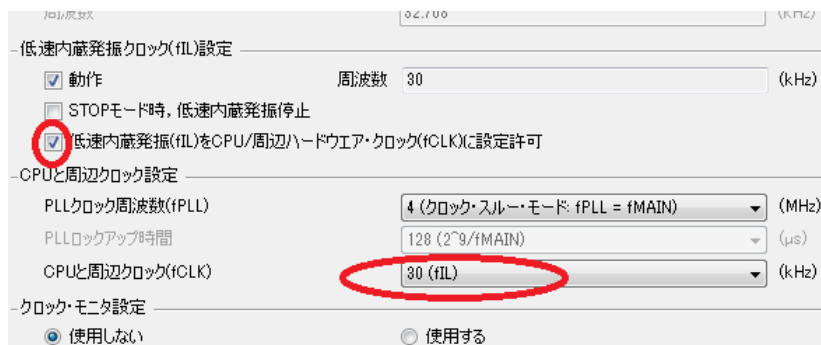 周波数 32.768 (KHz)
低速内蔵発振クロック(fIL)設定
動作 周波数 30 (kHz)
STOPモード時, 低速内蔵発振停止
低速内蔵発振(fIL)をCPU/周辺ハードウエア・クロック(fCLK)に設定許可
CPUと周辺クロック設定
PLLクロック周波数(fPLL) 4 (クロック・スルー・モード: fPLL = fMAIN) (MHz)
PLLロックアップ時間 128 (2^9/fMAIN) (μs)
CPUと周辺クロック(fCLK) 30 (fIL) (kHz)
クロック・モニタ設定
使用しない 使用する